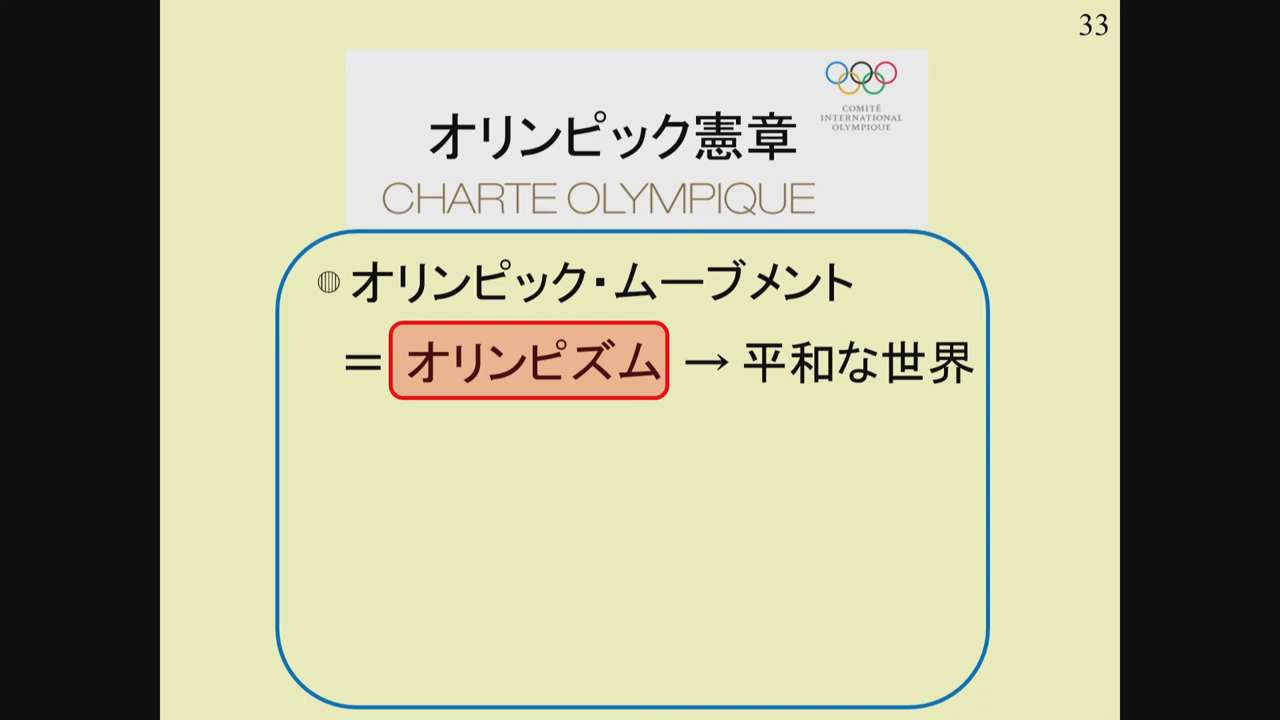 33
COMITÉ
INTERNATIONAL
OLYMPIQUE
オリンピック憲章
CHARTE OLYMPIQUE
オリンピック・ムーブメント
＝ オリンピズム → 平和な世界